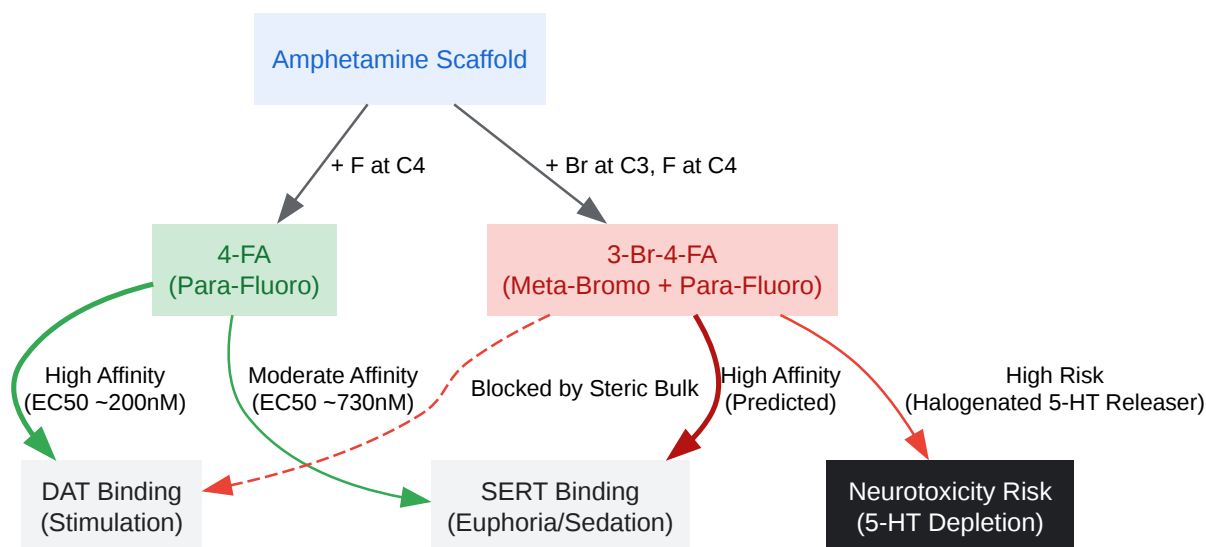 Amphetamine Scaffold
+ F at C4
+ Br at C3, F at C4
4-FA
(Para-Fluoro)
3-Br-4-FA
(Meta-Bromo + Para-Fluoro)
High Affinity
(EC50 ~200nM)
Moderate Affinity
(EC50 ~730nM)
Blocked by Steric Bulk
High Affinity
(Predicted)
High Risk
(Halogenated 5-HT Releaser)
DAT Binding
(Stimulation)
SERT Binding
(Euphoria/Sedation)
Neurotoxicity Risk
(5-HT Depletion)